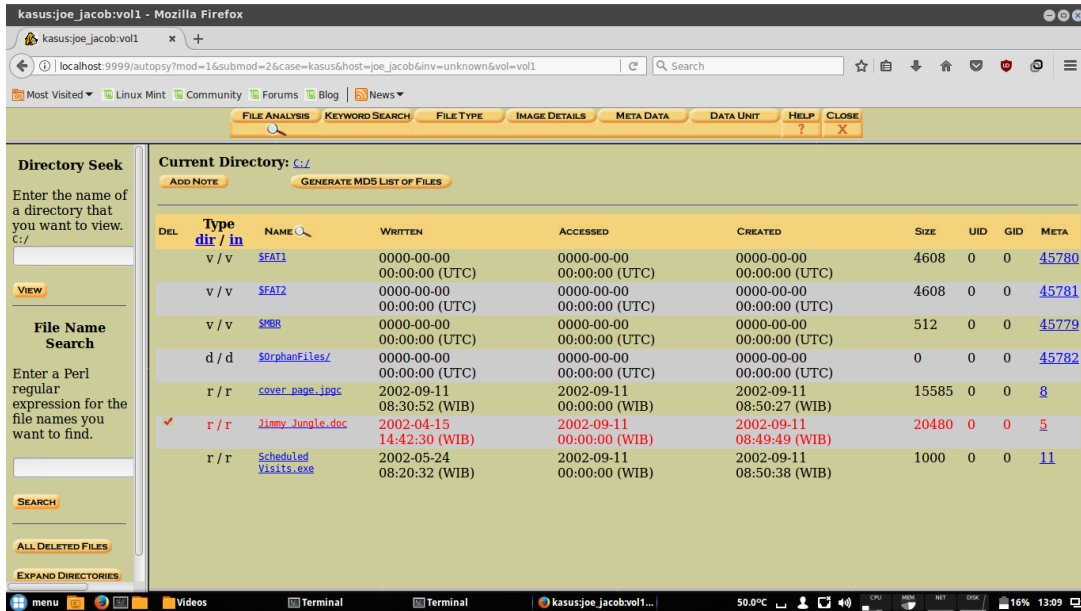 kasus:joe_jacob:vol1 - Mozilla Firefox
kasus:joe_jacob:vol1 × +
localhost:9999/autopsy?mod=1&submod=2&case=kasus&host=joe_jacob&inv=unknown&vol=vol1 Search
Most Visited Linux Mint Community Forums Blog News
FILE ANALYSIS KEYWORD SEARCH FILE TYPE IMAGE DETAILS META DATA DATA UNIT HELP CLOSE
? X
Directory Seek
Enter the name of
a directory that
you want to view.
C:/
VIEW
File Name
Search
Enter a Perl
regular
expression for the
file names you
want to find.
SEARCH
ALL DELETED FILES
EXPAND DIRECTORIES
Current Directory: C:/
ADD NOTE GENERATE MD5 LIST OF FILES
DEL Type dir / in NAME WRITTEN ACCESSED CREATED SIZE UID GID META
v / v $FAT1 0000-00-00 0000-00-00 0000-00-00 4608 0 0 45780
00:00:00 (UTC) 00:00:00 (UTC) 00:00:00 (UTC)
v / v $FAT2 0000-00-00 0000-00-00 0000-00-00 4608 0 0 45781
00:00:00 (UTC) 00:00:00 (UTC) 00:00:00 (UTC)
v / v $MBR 0000-00-00 0000-00-00 0000-00-00 512 0 0 45779
00:00:00 (UTC) 00:00:00 (UTC) 00:00:00 (UTC)
d / d $OrphanFiles/ 0000-00-00 0000-00-00 0000-00-00 0 0 0 45782
00:00:00 (UTC) 00:00:00 (UTC) 00:00:00 (UTC)
r / r cover page.jpgc 2002-09-11 2002-09-11 2002-09-11 15585 0 0 8
08:30:52 (WIB) 00:00:00 (WIB) 08:50:27 (WIB)
r / r Jimmy Jungle.doc 2002-04-15 2002-09-11 2002-09-11 20480 0 0 5
14:42:30 (WIB) 00:00:00 (WIB) 08:49:49 (WIB)
r / r Scheduled 2002-05-24 2002-09-11 2002-09-11 1000 0 0 11
Visits.exe 08:20:32 (WIB) 00:00:00 (WIB) 08:50:38 (WIB)
menu Videos Terminal Terminal kasus:joe_jacob:vol1... 50.0°C CPU MEM NET DISK 16% 13:09